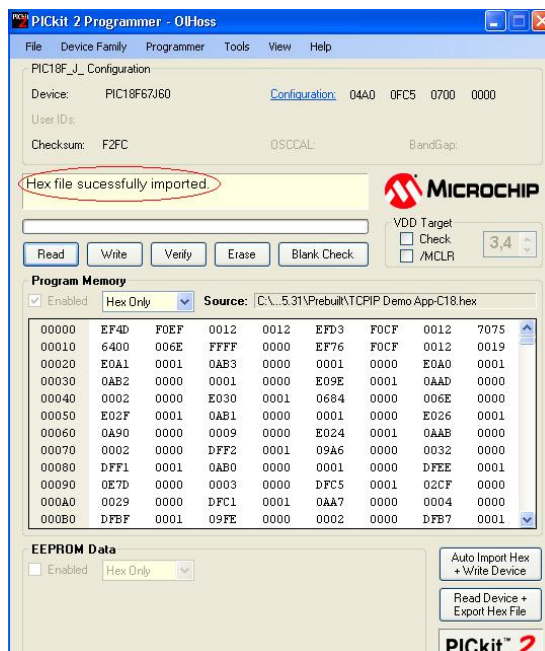 PICkit 2 Programmer - OlHoss
File Device Family Programmer Tools View Help
PIC18F_J_ Configuration
Device: PIC18F67J60 Configuration: 04A0 0FC5 0700 0000
User IDs:
Checksum: F2FC OSCCAL: BandGap:
Hex file sucessfully imported.
MICROCHIP
VDD Target
Check
/MCLR
3,4
Read Write Verify Erase Blank Check
Program Memory
Enabled Hex Only Source: C:\...5.31\Prebuilt\TCPIP Demo App-C18.hex
00000 EF4D F0EF 0012 0012 EFD3 F0CF 0012 7075
00010 6400 006E FFFF 0000 EF76 F0CF 0012 0019
00020 E0A1 0001 0AB3 0000 0001 0000 E0A0 0001
00030 0AB2 0000 0001 0000 E09E 0001 0AAD 0000
00040 0002 0000 E030 0001 0684 0000 006E 0000
00050 E02F 0001 0AB1 0000 0001 0000 E026 0001
00060 0A90 0000 0009 0000 E024 0001 0AAB 0000
00070 0002 0000 DFF2 0001 09A6 0000 0032 0000
00080 DFF1 0001 0AB0 0000 0001 0000 DFEE 0001
00090 0E7D 0000 0003 0000 DFC5 0001 02CF 0000
000A0 0029 0000 DFC1 0001 0AA7 0000 0004 0000
000B0 DFBF 0001 09FE 0000 0002 0000 DFB7 0001
EEPROM Data
Enabled Hex Only
Auto Import Hex
+ Write Device
Read Device +
Export Hex File
PICkit™ 2